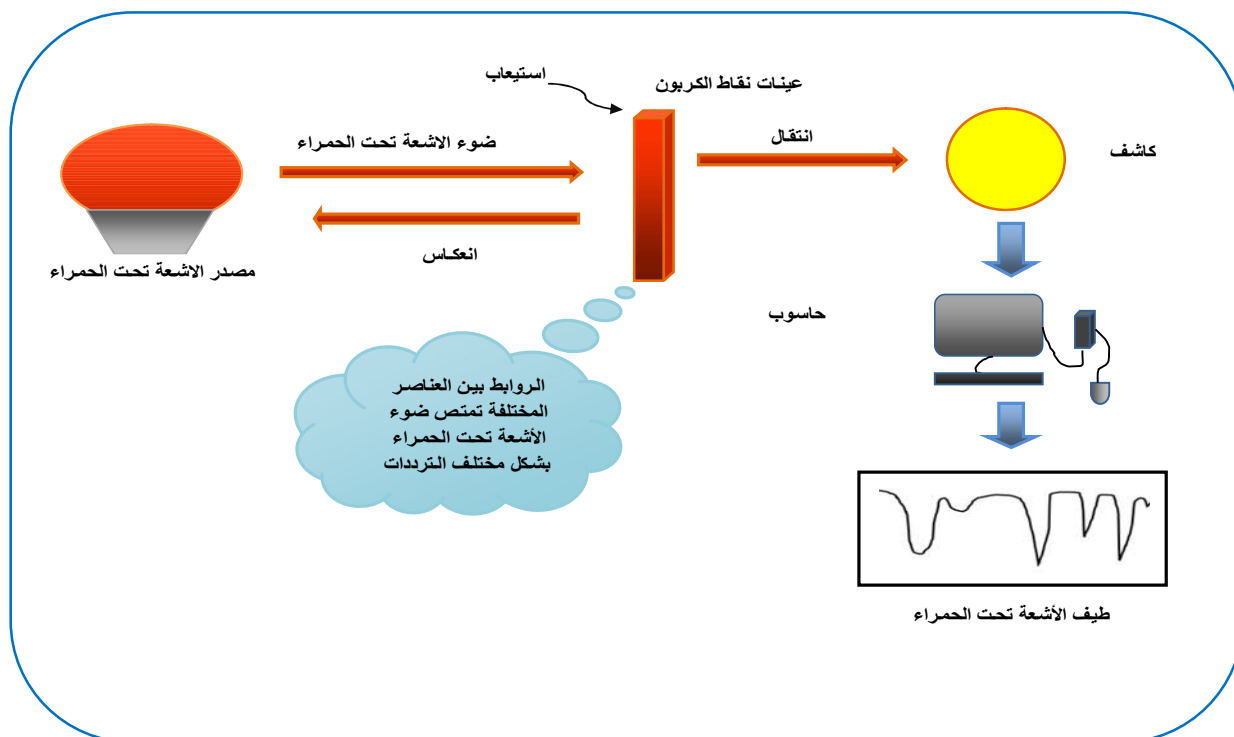 استيعاب
عينات نقاط الكربون
ضوء الاشعة تحت الحمراء
انتقال
كاشف
انعكاس
مصدر الاشعة تحت الحمراء
حاسوب
الروابط بين العناصر
المختلفة تمتص ضوء
الأشعة تحت الحمراء
بشكل مختلف الترددات
طيف الأشعة تحت الحمراء